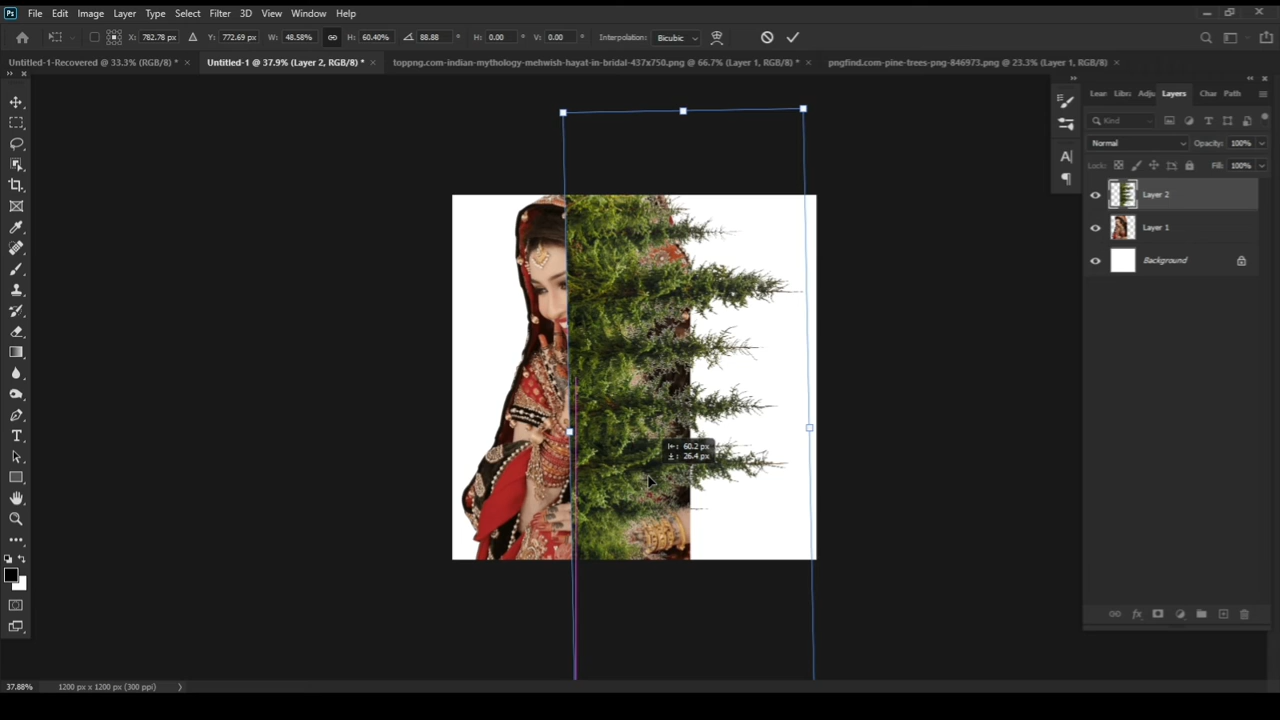 Ps File Edit Image Layer Type Select Filter 3D View Window Help
X: 782.78 px Y: 772.69 px W: 48.58% H: 60.40% 88.88 ° H: 0.00 ° V: 0.00 ° Interpolation: Bicubic
Untitled-1-Recovered @ 33.3% (RGB/8) * × Untitled-1 @ 37.9% (Layer 2, RGB/8) * × toppng.com-indian-mythology-mehwish-hayat-in-bridal-437x750.png @ 66.7% (Layer 1, RGB/8) * × pngfind.com-pine-trees-png-846973.png @ 23.3% (Layer 1, RGB/8) ×
Lear Libra Adju Layers Char Path
Kind
Normal Opacity: 100%
Lock: Fill: 100%
Layer 2
Layer 1
Background
60.2 px
26.4 px
37.88% 1200 px x 1200 px (300 ppi)